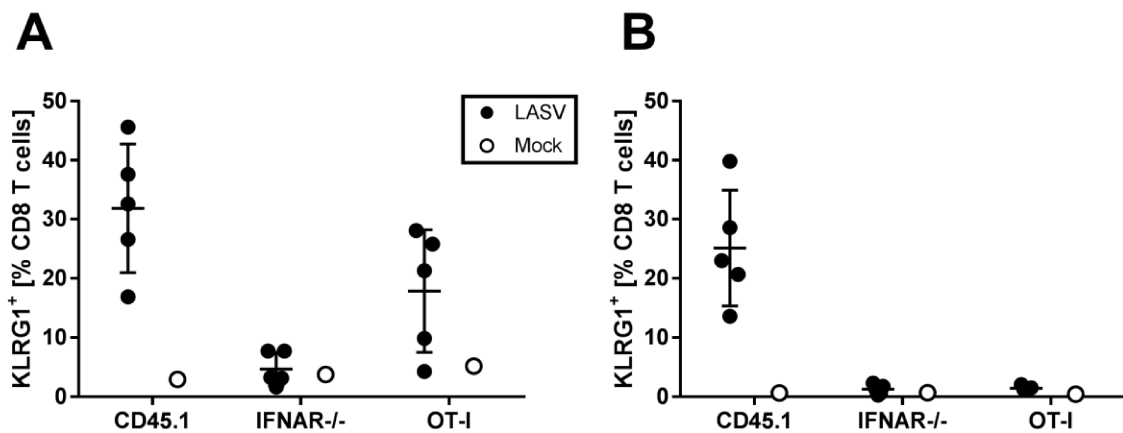 A
KLRG1+ [% CD8 T cells]
50
40
30
20
10
0
CD45.1
IFNAR-/-
OT-I
LASV
Mock
B
KLRG1+ [% CD8 T cells]
50
40
30
20
10
0
CD45.1
IFNAR-/-
OT-I